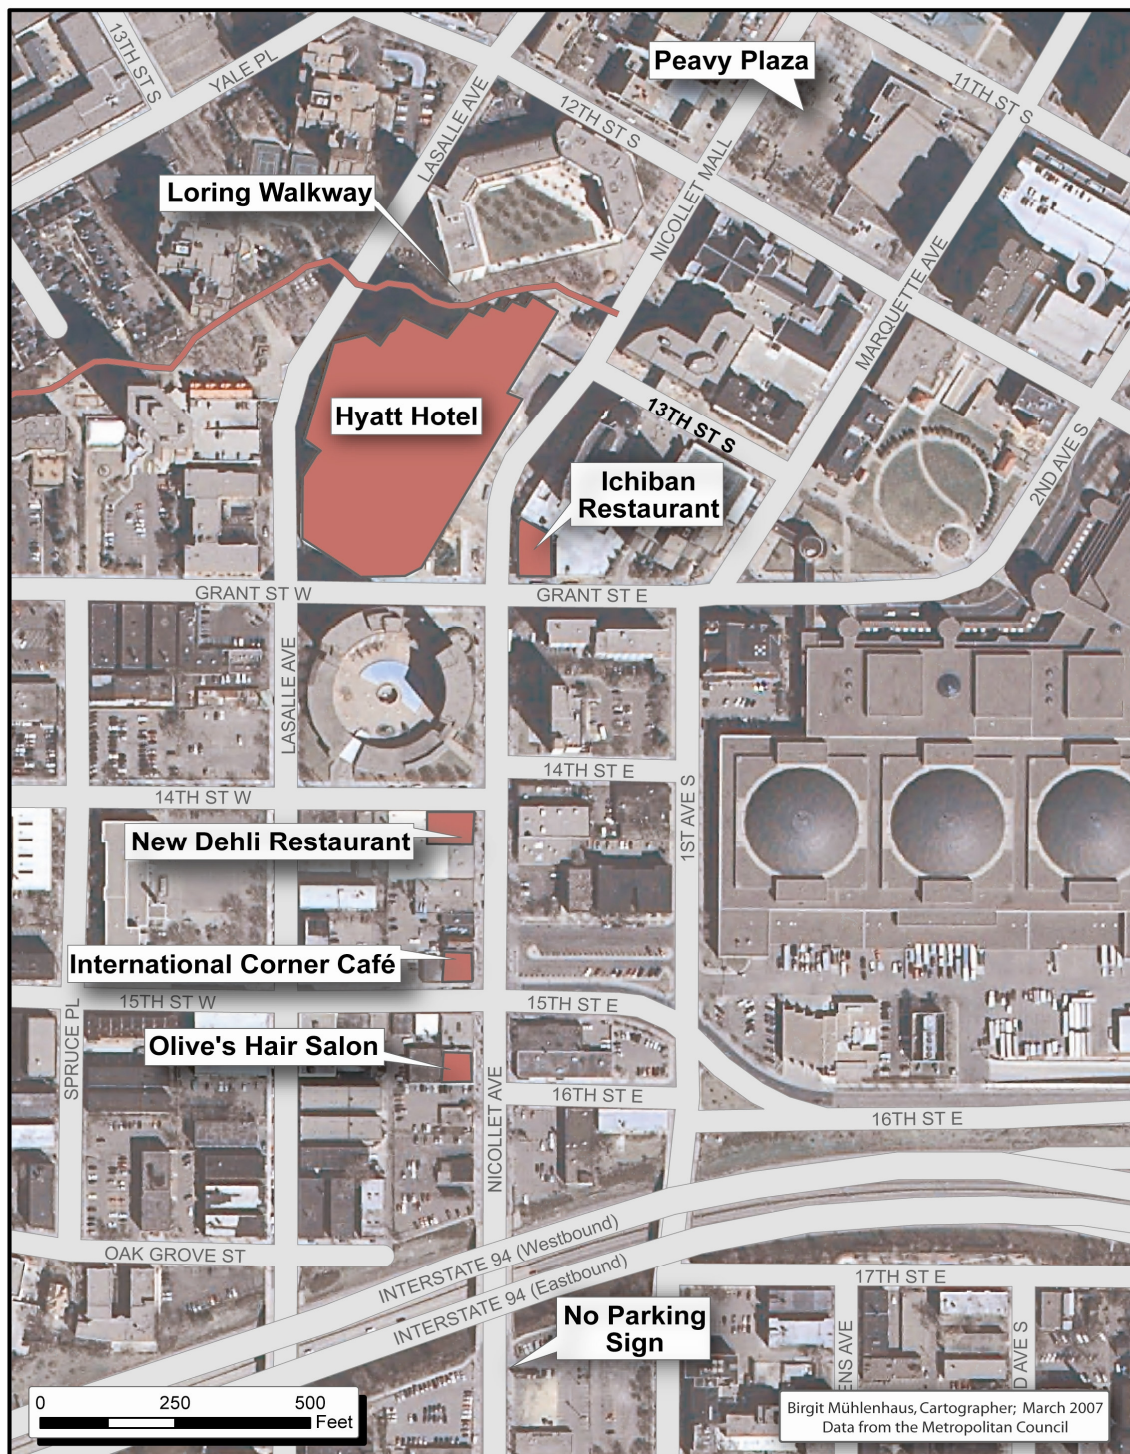 13TH ST S
YALE PL
LASALLE AVE
12TH ST S
Peavy Plaza
11TH ST S
Loring Walkway
NICOLLET MALL
MARQUETTE AVE
Hyatt Hotel
13TH ST S
Ichiban
Restaurant
2ND AVE S
GRANT ST W
GRANT ST E
LASALLE AVE
14TH ST E
14TH ST W
1ST AVE S
New Dehli Restaurant
International Corner Café
15TH ST W
15TH ST E
SPRUCE PL
Olive's Hair Salon
16TH ST E
16TH ST E
NICOLLET AVE
OAK GROVE ST
INTERSTATE 94 (Westbound)
INTERSTATE 94 (Eastbound)
17TH ST E
No Parking
Sign
ENS AVE
D AVE S
0 250 500
Feet
Birgit Mühlenhaus, Cartographer; March 2007
Data from the Metropolitan Council